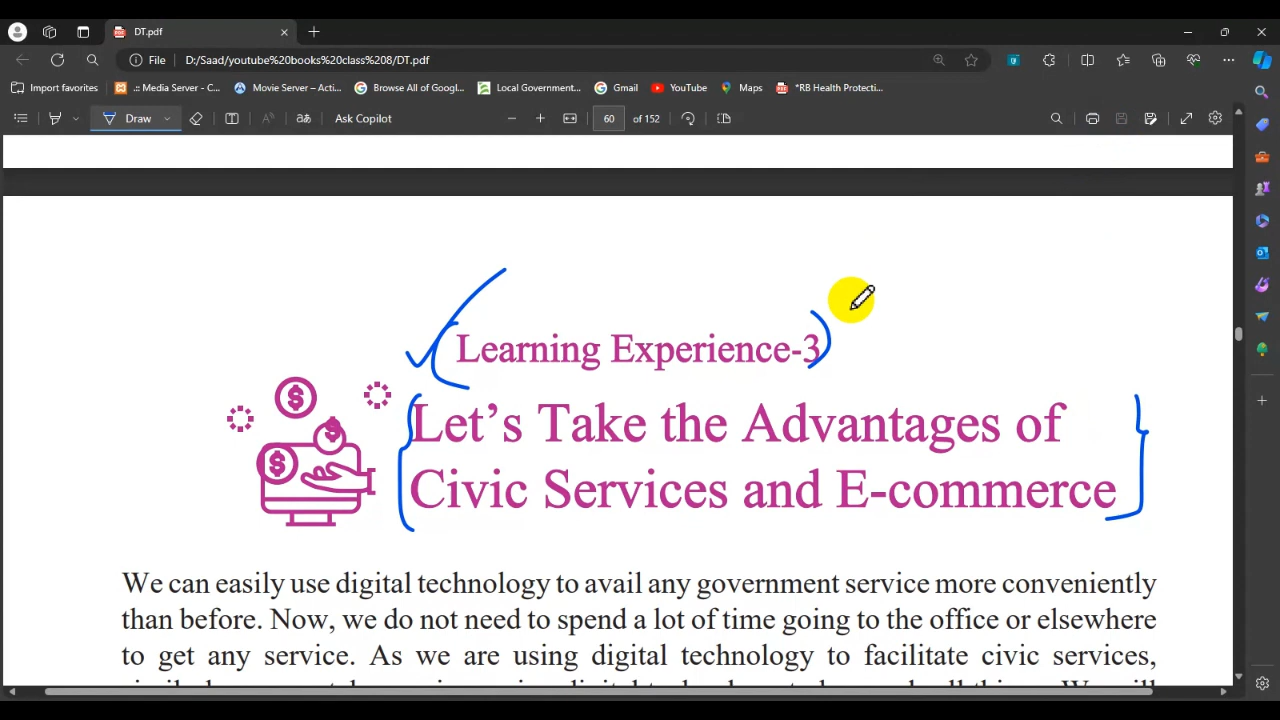 DT.pdf
File
D:/Saad/youtube%20books%20class%208/DT.pdf
Import favorites
.:: Media Server - C...
Movie Server – Acti...
Browse All of Googl...
Local Government...
Gmail
YouTube
Maps
*RB Health Protecti...
Draw
Ask Copilot
60
of 152
Learning Experience-3
Let's Take the Advantages of
Civic Services and E-commerce
We can easily use digital technology to avail any government service more conveniently
than before. Now, we do not need to spend a lot of time going to the office or elsewhere
to get any service. As we are using digital technology to facilitate civic services,